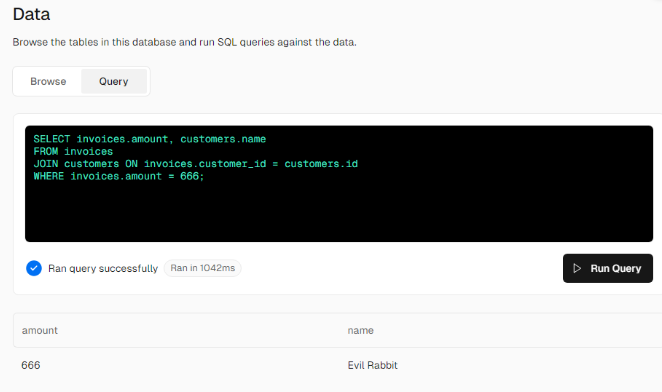 Data
Browse the tables in this database and run SQL queries against the data.
Browse Query
SELECT invoices.amount, customers.name
FROM invoices
JOIN customers ON invoices.customer_id = customers.id
WHERE invoices.amount = 666;
Ran query successfully Ran in 1042ms Run Query
amount name
666 Evil Rabbit